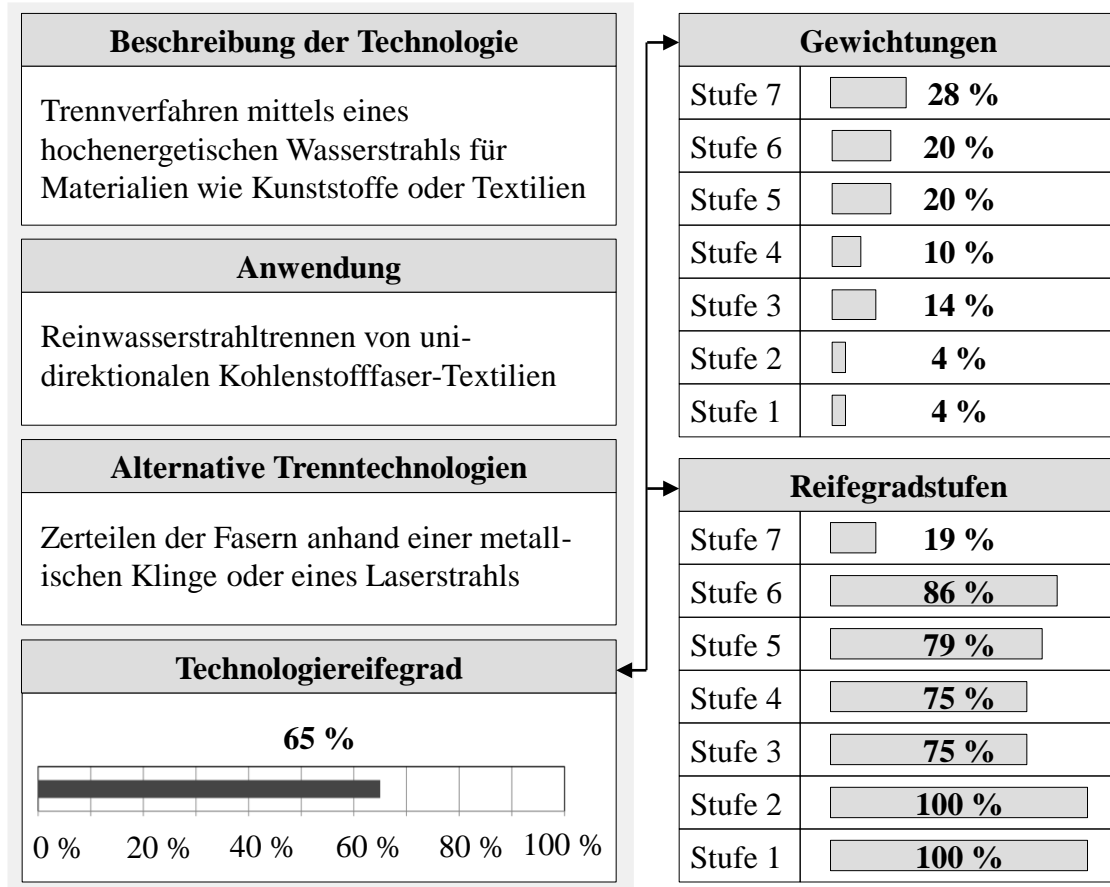 Beschreibung der Technologie
Trennverfahren mittels eines
hochenergetischen Wasserstrahls für
Materialien wie Kunststoffe oder Textilien
Anwendung
Reinwasserstrahltrennen von uni-
direktionalen Kohlenstofffaser-Textilien
Alternative Trenntechnologien
Zerteilen der Fasern anhand einer metall-
ischen Klinge oder eines Laserstrahls
Technologiereifegrad
65 %
0 % 20 % 40 % 60 % 80 % 100 %
Gewichtungen
Stufe 7 28 %
Stufe 6 20 %
Stufe 5 20 %
Stufe 4 10 %
Stufe 3 14 %
Stufe 2 4 %
Stufe 1 4 %
Reifegradstufen
Stufe 7 19 %
Stufe 6 86 %
Stufe 5 79 %
Stufe 4 75 %
Stufe 3 75 %
Stufe 2 100 %
Stufe 1 100 %